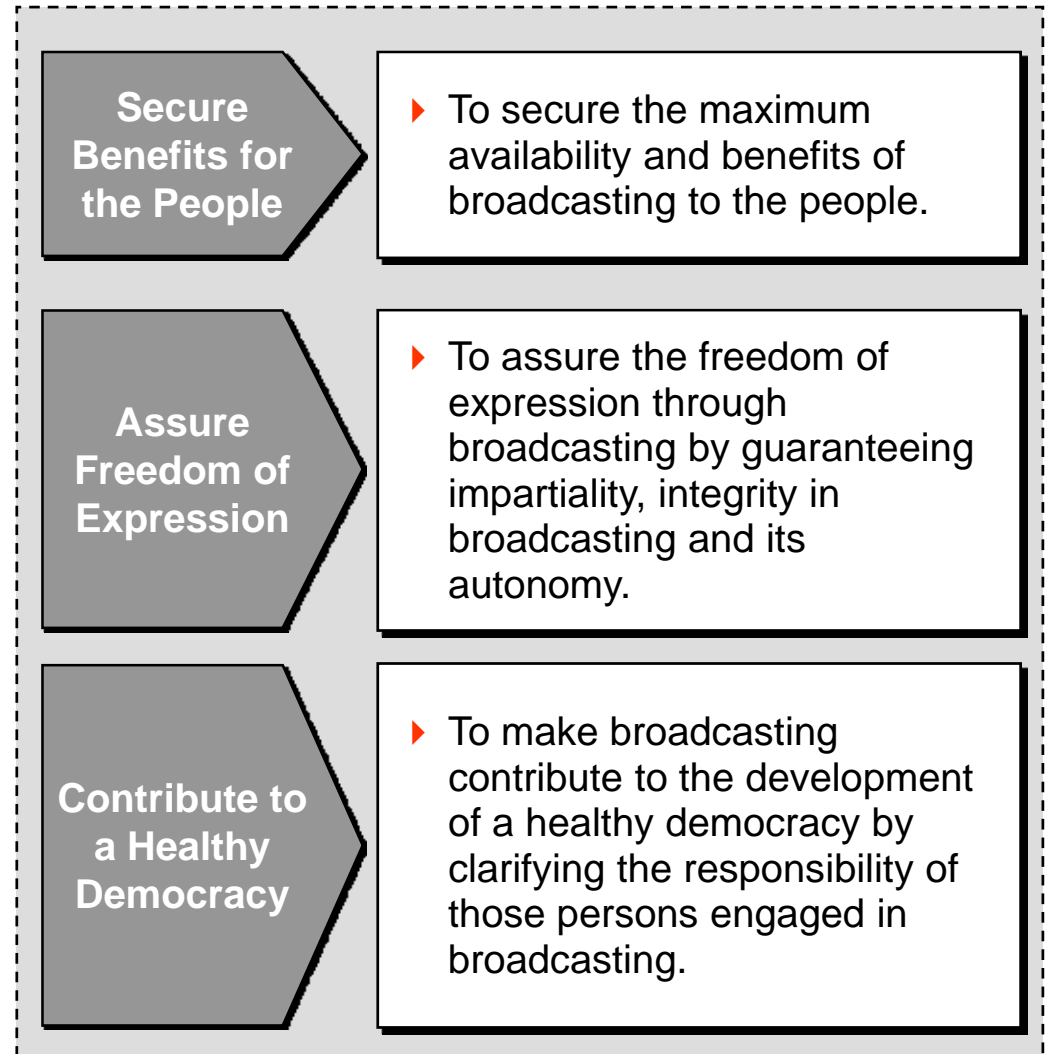 Secure
Benefits for
the People
To secure the maximum
availability and benefits of
broadcasting to the people.
Assure
Freedom of
Expression
To assure the freedom of
expression through
broadcasting by guaranteeing
impartiality, integrity in
broadcasting and its
autonomy.
Contribute to
a Healthy
Democracy
To make broadcasting
contribute to the development
of a healthy democracy by
clarifying the responsibility of
those persons engaged in
broadcasting.